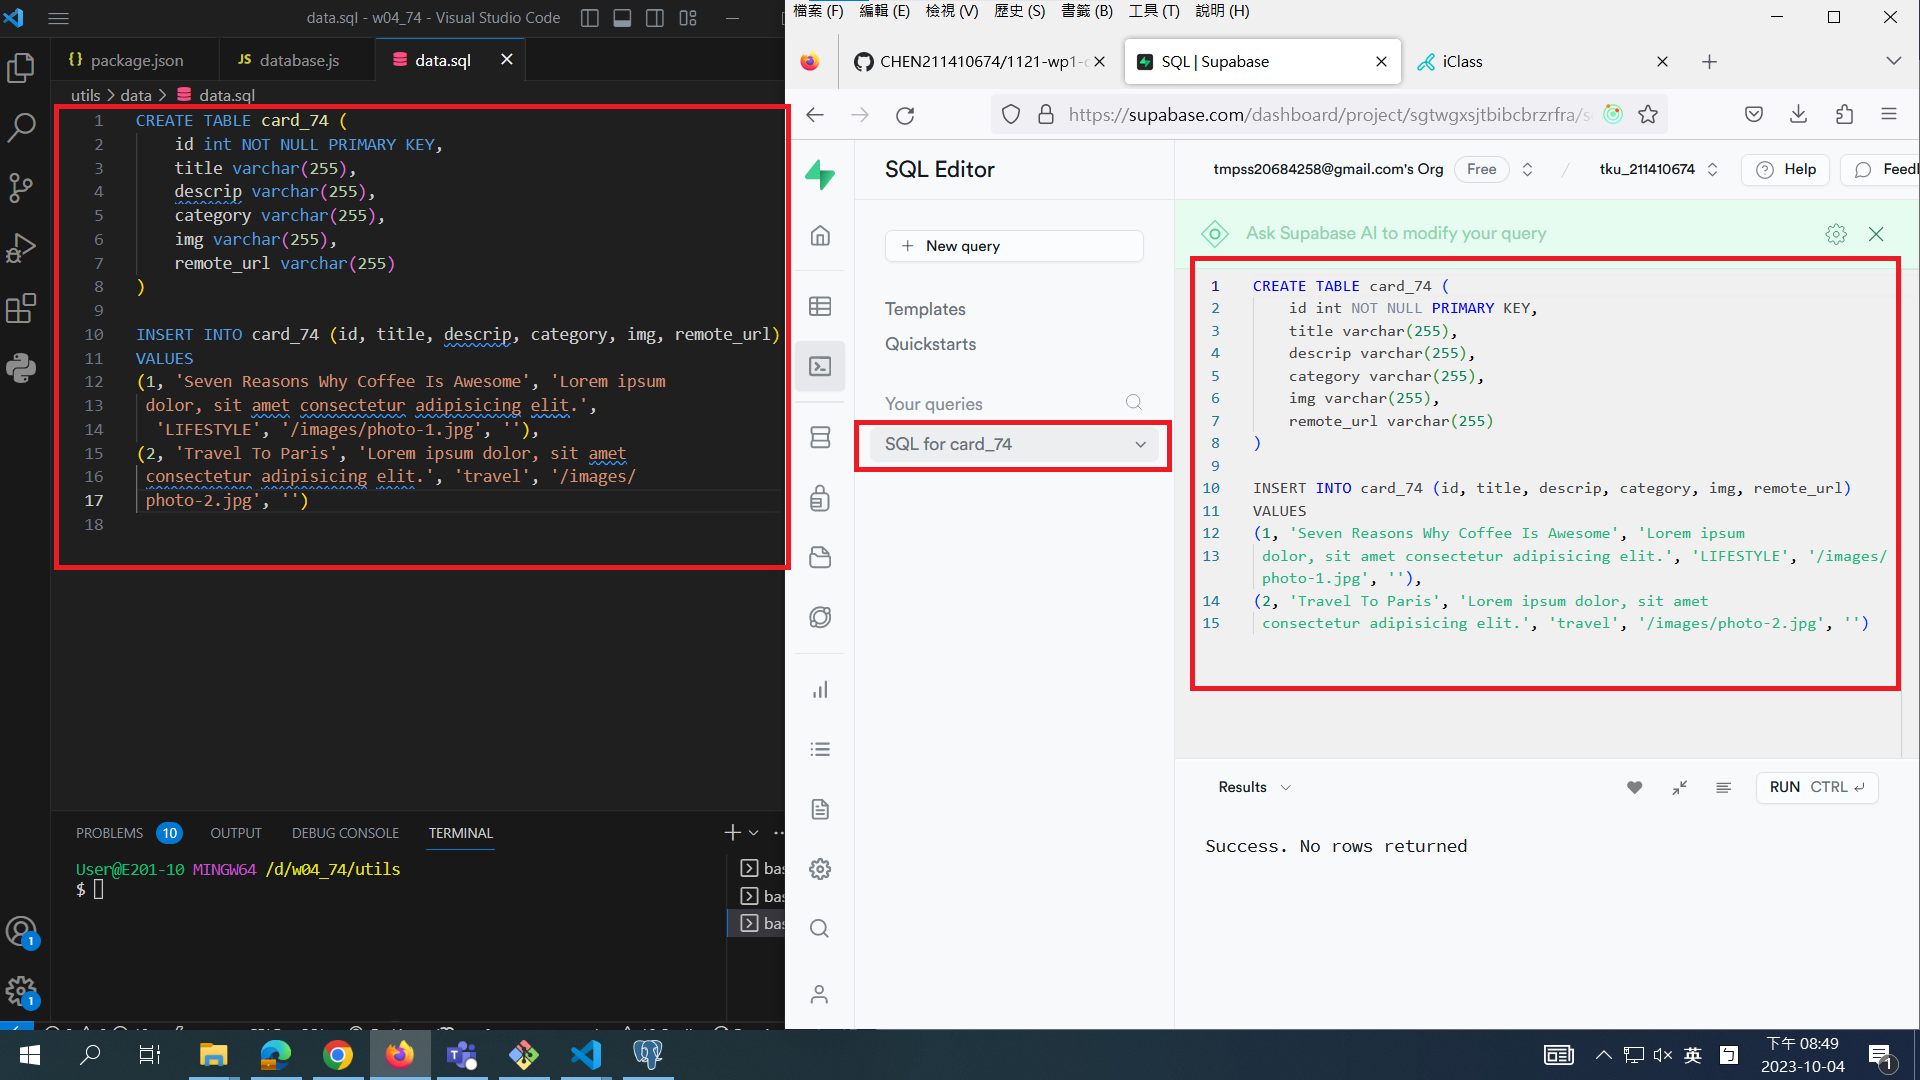 data.sql - w04_74 - Visual Studio Code
package.json
JS database.js
data.sql
utils > data > data.sql
1 CREATE TABLE card_74 (
2 id int NOT NULL PRIMARY KEY,
3 title varchar(255),
4 descrip varchar(255),
5 category varchar(255),
6 img varchar(255),
7 remote_url varchar(255)
8 )
9
10 INSERT INTO card_74 (id, title, descrip, category, img, remote_url)
11 VALUES
12 (1, 'Seven Reasons Why Coffee Is Awesome', 'Lorem ipsum
13 dolor, sit amet consectetur adipisicing elit.',
14 'LIFESTYLE', '/images/photo-1.jpg', ''),
15 (2, 'Travel To Paris', 'Lorem ipsum dolor, sit amet
16 consectetur adipisicing elit.', 'travel', '/images/
17 photo-2.jpg', '')
18
PROBLEMS 10 OUTPUT DEBUG CONSOLE TERMINAL
User@E201-10 MINGW64 /d/w04_74/utils
$
bas
bas
bas
1
1
檔案 (F) 編輯 (E) 檢視 (V) 歷史 (S) 書籤 (B) 工具 (T) 說明 (H)
CHEN211410674/1121-wp1-c
SQL | Supabase
iClass
https://supabase.com/dashboard/project/sgtwgxsjtbibcbrzrfra/s
SQL Editor
tmpss20684258@gmail.com's Org Free / tku_211410674 Help Feedl
+ New query
Templates
Quickstarts
Your queries
SQL for card_74
Ask Supabase AI to modify your query
1 CREATE TABLE card_74 (
2 id int NOT NULL PRIMARY KEY,
3 title varchar(255),
4 descrip varchar(255),
5 category varchar(255),
6 img varchar(255),
7 remote_url varchar(255)
8 )
9
10 INSERT INTO card_74 (id, title, descrip, category, img, remote_url)
11 VALUES
12 (1, 'Seven Reasons Why Coffee Is Awesome', 'Lorem ipsum
13 dolor, sit amet consectetur adipisicing elit.', 'LIFESTYLE', '/images/
photo-1.jpg', ''),
14 (2, 'Travel To Paris', 'Lorem ipsum dolor, sit amet
15 consectetur adipisicing elit.', 'travel', '/images/photo-2.jpg', '')
Results
RUN CTRL ↵
Success. No rows returned
英
下午 08:49
2023-10-04
1